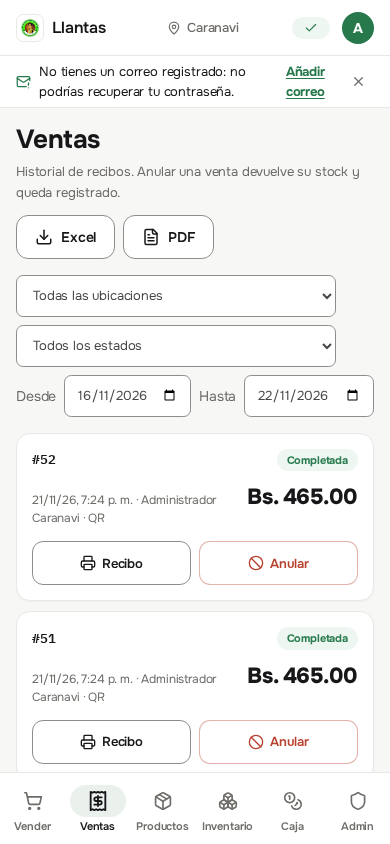 Llantas
Caranavi
A
No tienes un correo registrado: no
podrías recuperar tu contraseña.
Añadir
correo
Ventas
Historial de recibos. Anular una venta devuelve su stock y
queda registrado.
Excel
PDF
Todas las ubicaciones
Todos los estados
Desde 16/11/2026 Hasta 22/11/2026
#52
Completada
21/11/26, 7:24 p. m. · Administrador
Caranavi · QR
Bs. 465.00
Recibo
Anular
#51
Completada
21/11/26, 7:24 p. m. · Administrador
Caranavi · QR
Bs. 465.00
Recibo
Anular
Vender
Ventas
Productos
Inventario
Caja
Admin